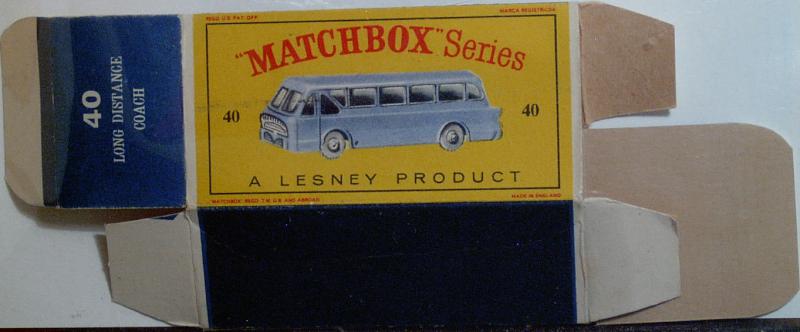 REGD. U.S. PAT. OFF.
MARCA REGISTRADA
"MATCHBOX" Series
40
40
A LESNEY PRODUCT
"MATCHBOX" REGD. T.M. G.B. AND ABROAD
MADE IN ENGLAND
40
LONG DISTANCE
COACH